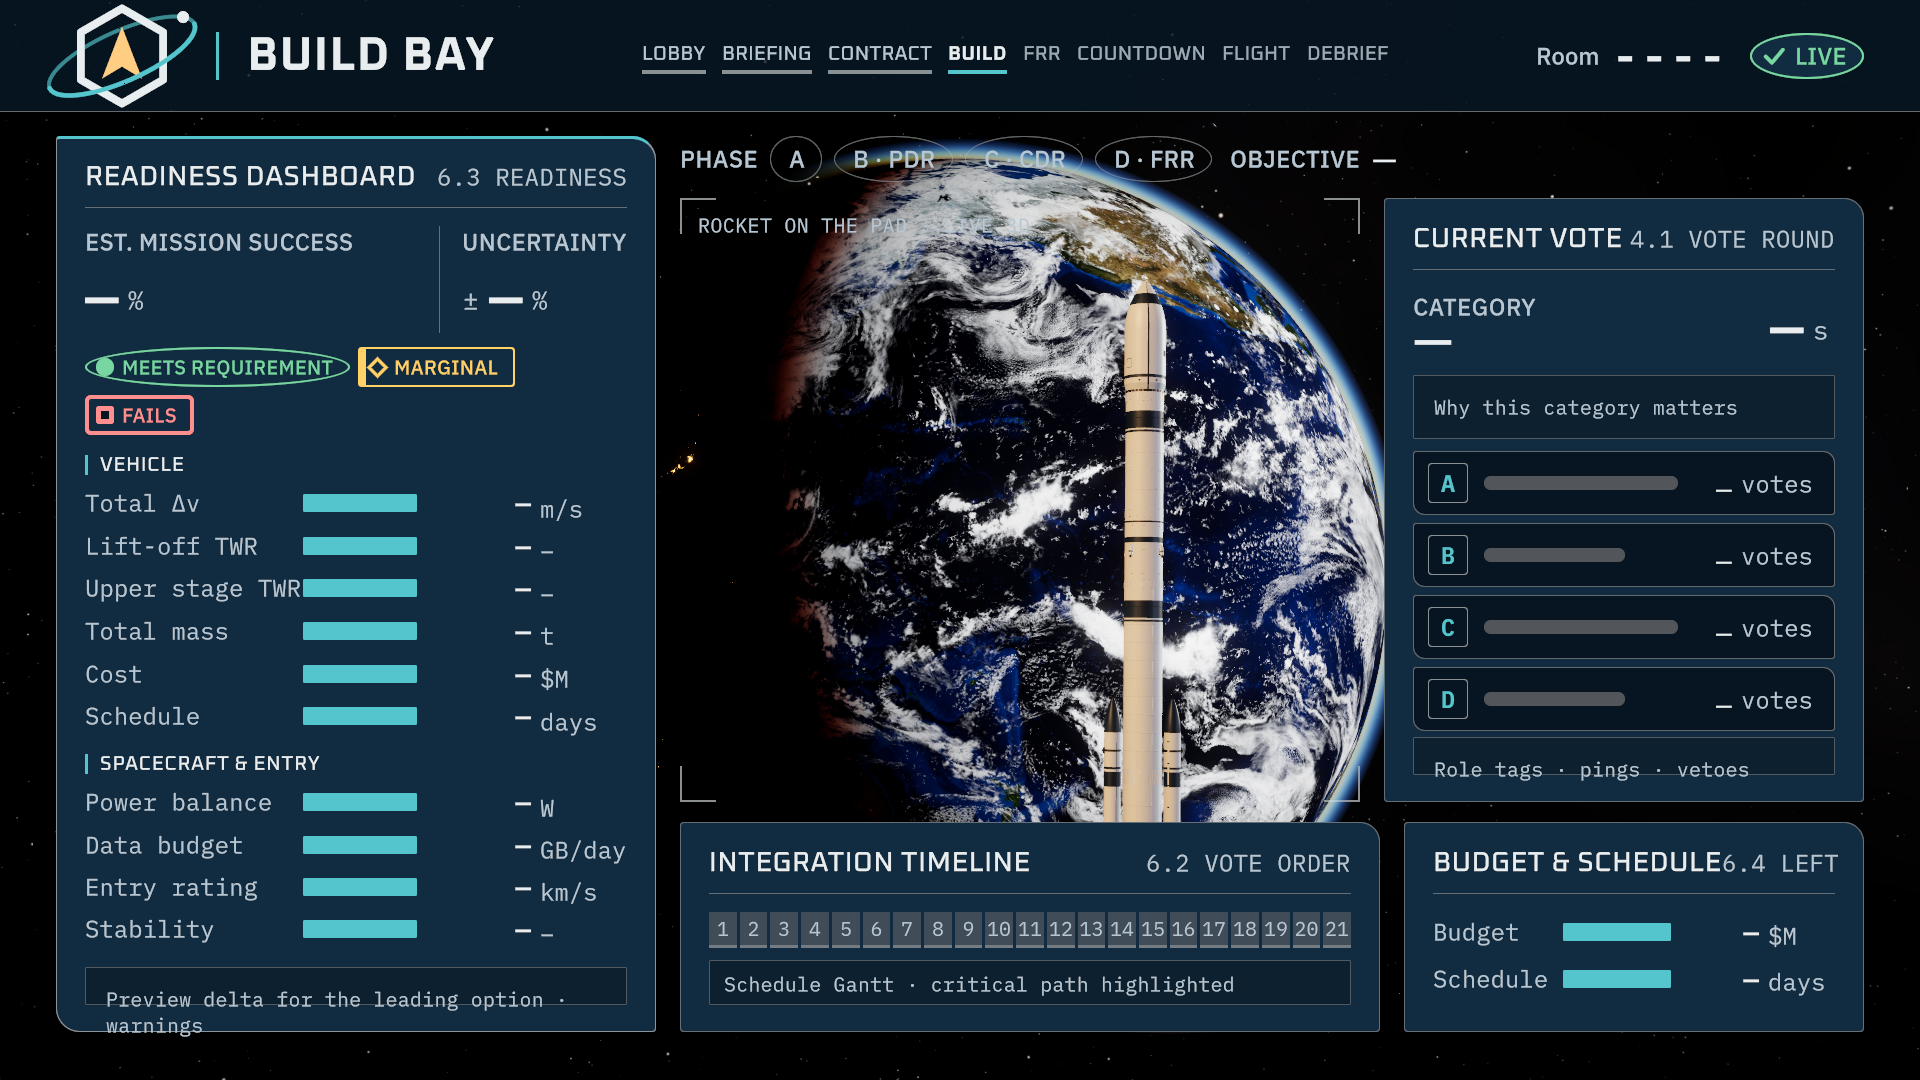 BUILD BAY
LOBBY BRIEFING CONTRACT BUILD FRR COUNTDOWN FLIGHT DEBRIEF
Room – – – –
LIVE
READINESS DASHBOARD 6.3 READINESS
EST. MISSION SUCCESS UNCERTAINTY
— % ± — %
MEETS REQUIREMENT MARGINAL
FAILS
VEHICLE
Total Δv — m/s
Lift-off TWR — –
Upper stage TWR — –
Total mass — t
Cost — $M
Schedule — days
SPACECRAFT & ENTRY
Power balance — W
Data budget — GB/day
Entry rating — km/s
Stability — –
Preview delta for the leading option ·
warnings
PHASE A B · PDR C · CDR D · FRR OBJECTIVE —
ROCKET ON THE PAD
CURRENT VOTE 4.1 VOTE ROUND
CATEGORY
—
— s
Why this category matters
A — votes
B — votes
C — votes
D — votes
Role tags · pings · vetoes
INTEGRATION TIMELINE 6.2 VOTE ORDER
1 2 3 4 5 6 7 8 9 10 11 12 13 14 15 16 17 18 19 20 21
Schedule Gantt · critical path highlighted
BUDGET & SCHEDULE 6.4 LEFT
Budget — $M
Schedule — days